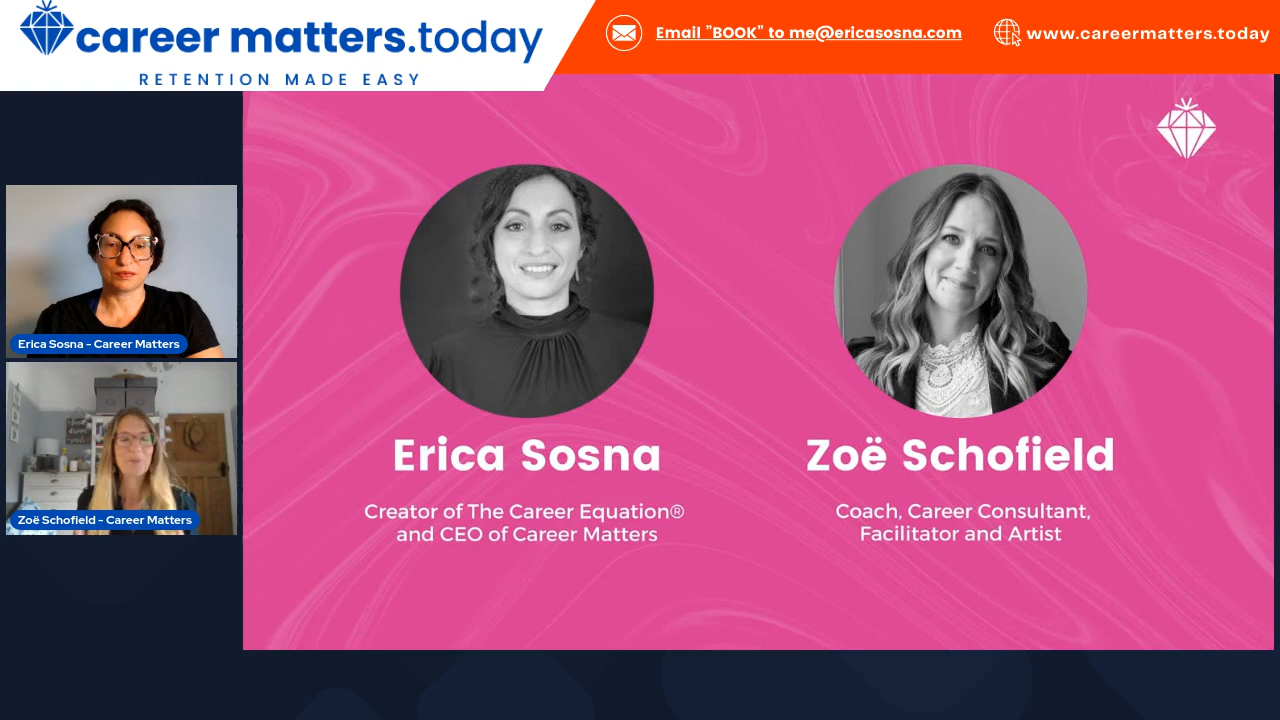 career matters.today
RETENTION MADE EASY
Email ”BOOK” to me@ericasosna.com
www.careermatters.today
Erica Sosna - Career Matters
Zoë Schofield - Career Matters
Erica Sosna
Creator of The Career Equation®
and CEO of Career Matters
Zoë Schofield
Coach, Career Consultant,
Facilitator and Artist